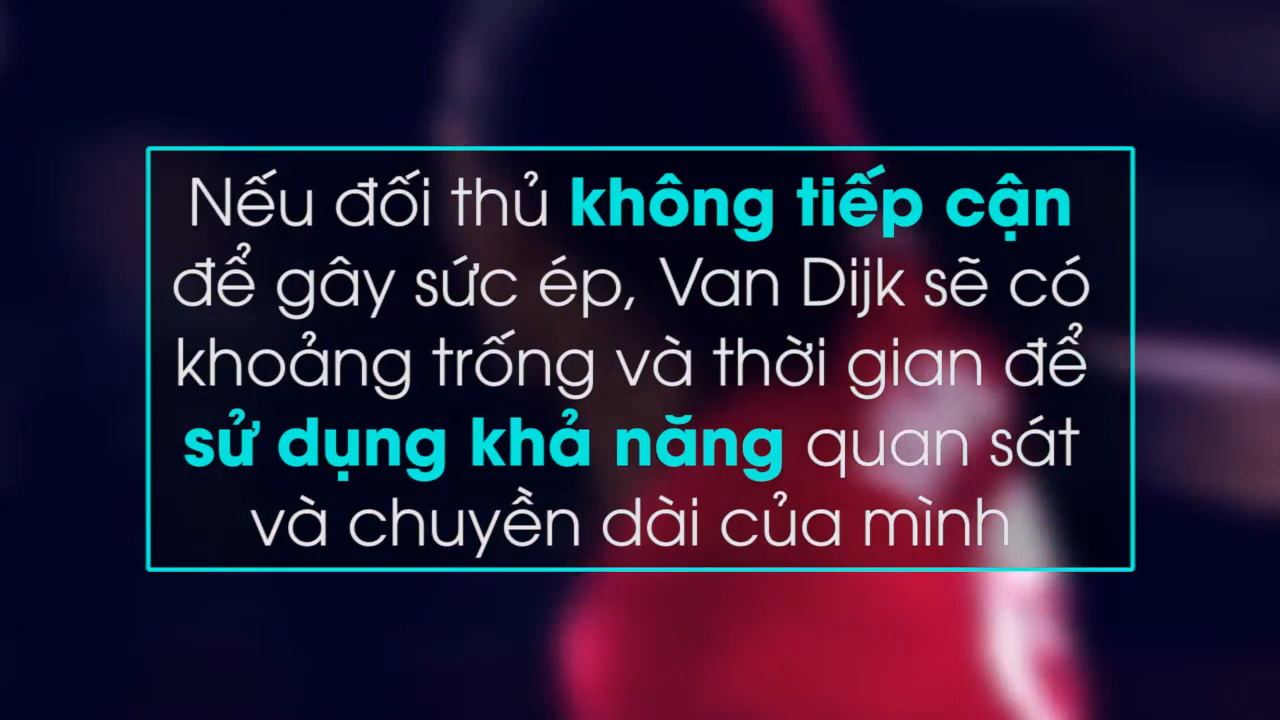 Nếu đối thủ không tiếp cận
để gây sức ép, Van Dijk sẽ có
khoảng trống và thời gian để
sử dụng khả năng quan sát
và chuyền dài của mình